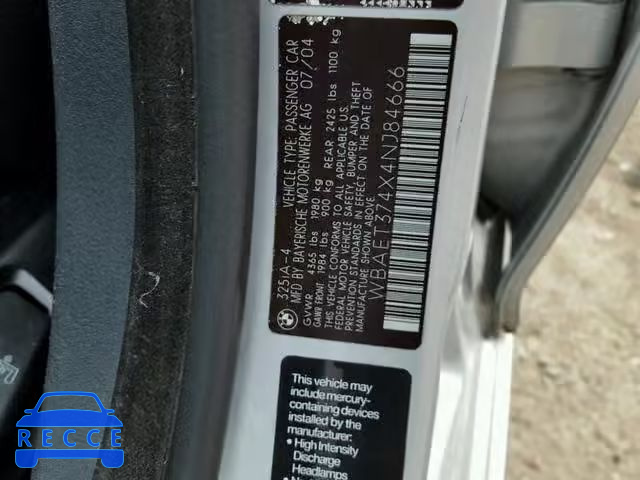 325iA-4 VEHICLE TYPE: PASSENGER CAR
MFD BY BAYERISCHE MOTORENWERKE AG 07/04
GVWR 4365 lbs 1980 kg
GAWR FRONT 1984 lbs 900 kg REAR 2425 lbs 1100 kg
THIS VEHICLE CONFORMS TO ALL APPLICABLE U.S.
FEDERAL MOTOR VEHICLE SAFETY, BUMPER AND THEFT
PREVENTION STANDARDS IN EFFECT ON THE DATE OF
MANUFACTURE SHOWN ABOVE.
WBAET374X4NJ84666
This vehicle may
include mercury-
containing devices
installed by the
manufacturer:
• High Intensity
Discharge
Headlamps
RECCE